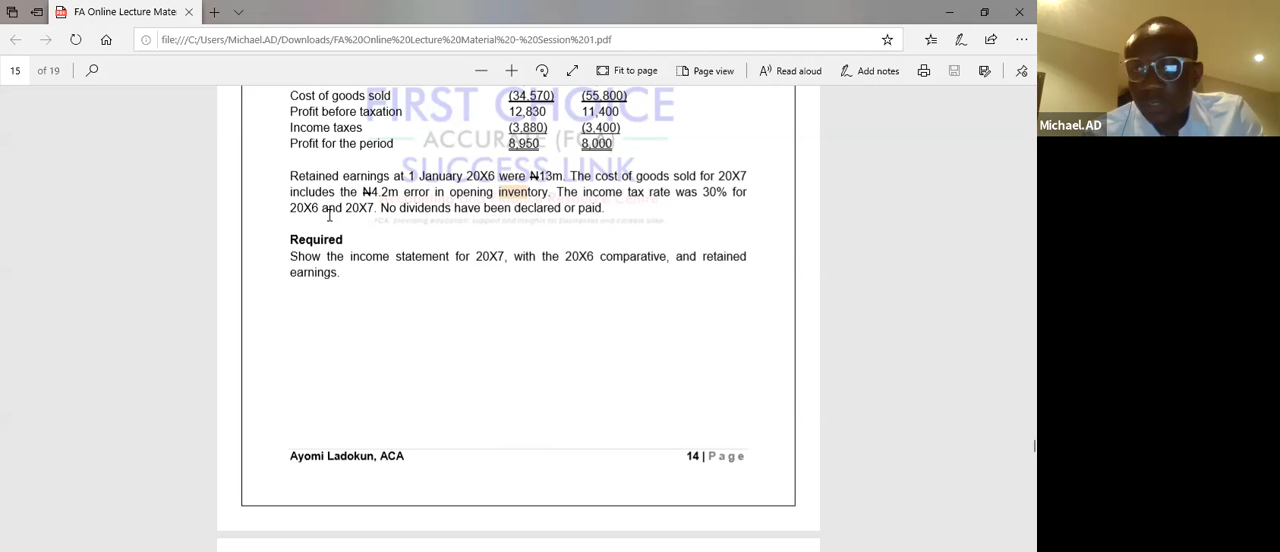 FA Online Lecture Mate
file:///C:/Users/Michael.AD/Downloads/FA%20Online%20Lecture%20Material%20-%20Session%201.pdf
15 of 19
Fit to page
Page view
Read aloud
Add notes
Michael.AD
Cost of goods sold (34,570) (55,800)
Profit before taxation 12,830 11,400
Income taxes (3,880) (3,400)
Profit for the period 8,950 8,000
FIRST CHOICE
ACCURATE (FCA)
SUCCESS LINK
Retained earnings at 1 January 20X6 were ₦13m. The cost of goods sold for 20X7
includes the ₦4.2m error in opening inventory. The income tax rate was 30% for
20X6 and 20X7. No dividends have been declared or paid.
Required
Show the income statement for 20X7, with the 20X6 comparative, and retained
earnings.
Ayomi Ladokun, ACA
14 | Page